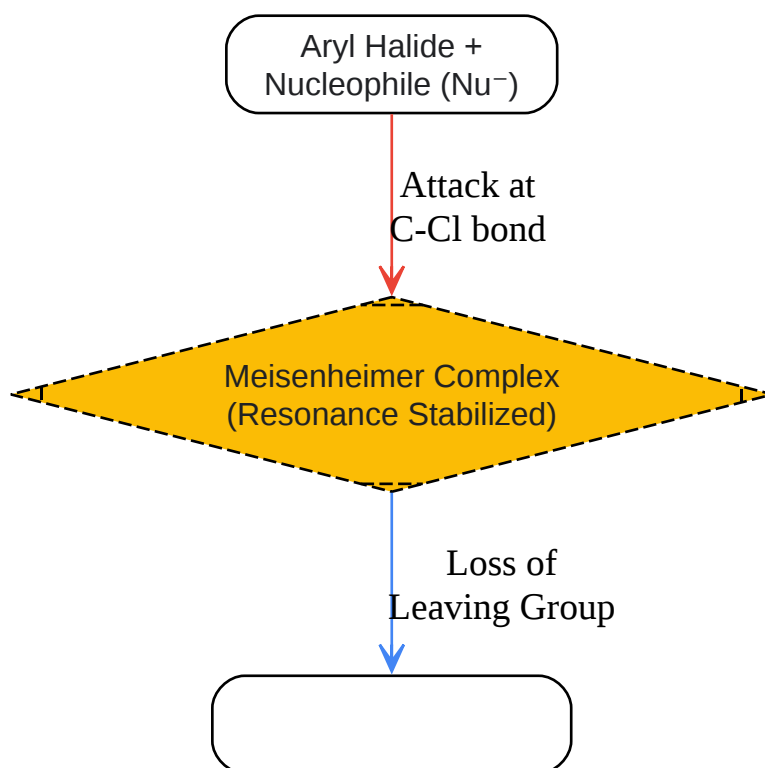 Aryl Halide +
Nucleophile (Nu⁻)
Attack at
C-Cl bond
Meisenheimer Complex
(Resonance Stabilized)
Loss of
Leaving Group